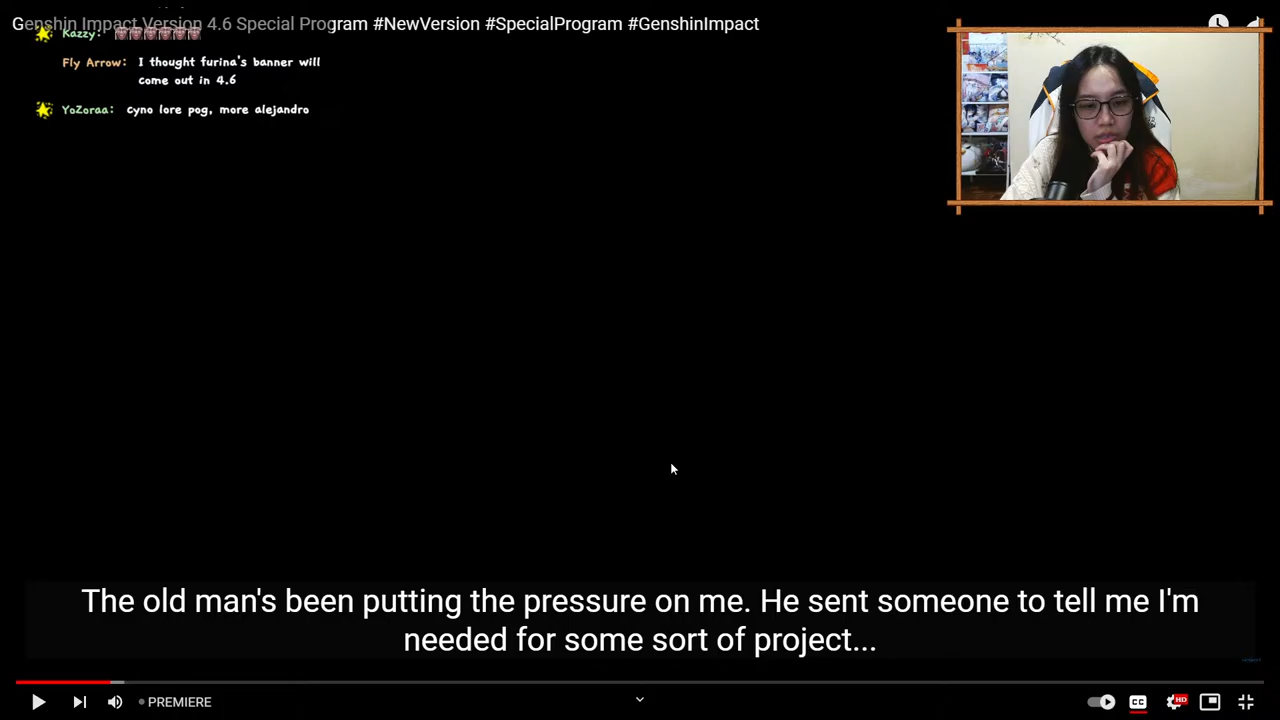 Genshin Impact Version 4.6 Special Program #NewVersion #SpecialProgram #GenshinImpact
Kazzy:
Fly Arrow: I thought furina's banner will
come out in 4.6
YoZoraa: cyno lore pog, more alejandro
The old man's been putting the pressure on me. He sent someone to tell me I'm
needed for some sort of project...
PREMIERE
CC
HD